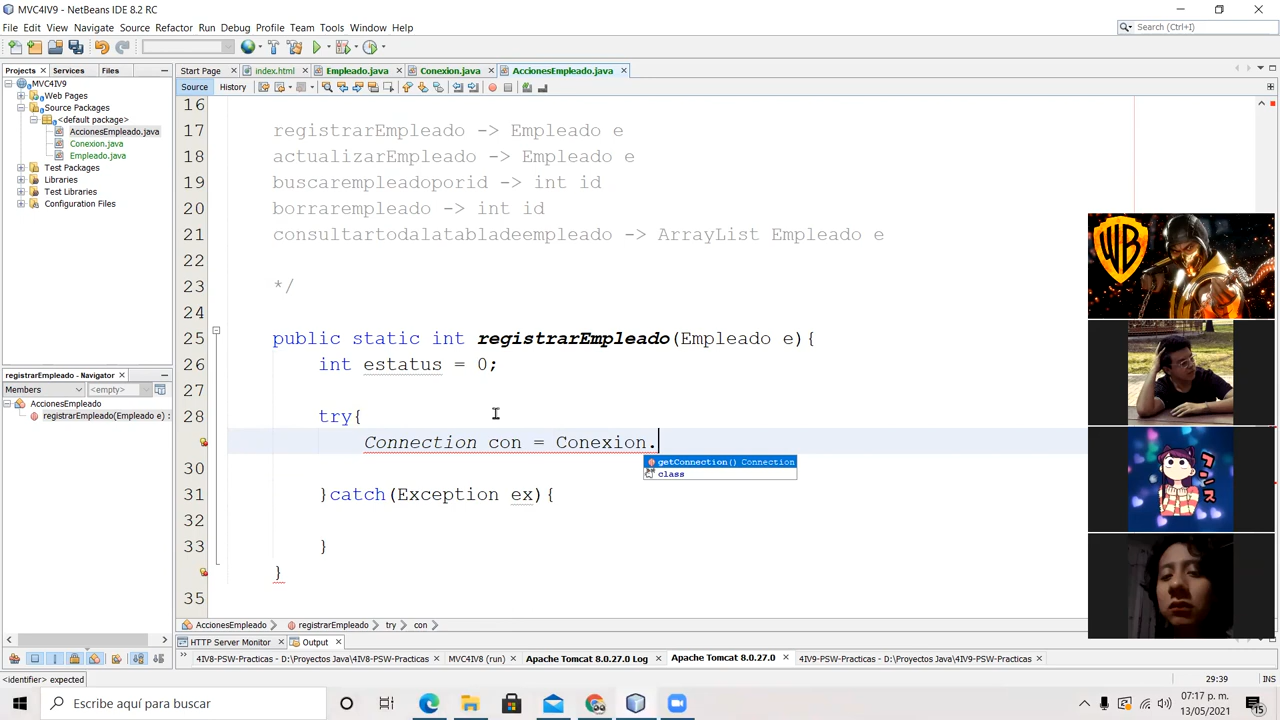 MVC4IV9 - NetBeans IDE 8.2 RC
File Edit View Navigate Source Refactor Run Debug Profile Team Tools Window Help
Search (Ctrl+I)
Projects Services Files
Start Page index.html Empleado.java Conexion.java AccionesEmpleado.java
MVC4IV9
Source History
Web Pages
Source Packages
<default package>
AccionesEmpleado.java
Conexion.java
Empleado.java
Test Packages
Libraries
Test Libraries
Configuration Files
16
17 registrarEmpleado -> Empleado e
18 actualizarEmpleado -> Empleado e
19 buscarempleadoporid -> int id
20 borrarempleado -> int id
21 consultartodalatabladeempleado -> ArrayList Empleado e
22
23 */
24
25 public static int registrarEmpleado(Empleado e){
26 int estatus = 0;
27
28 try{
Connection con = Conexion.
getConnection() Connection
class
30
31 }catch(Exception ex){
32
33 }
}
35
WB
クンス
registrarEmpleado - Navigator
Members <empty>
AccionesEmpleado
registrarEmpleado(Empleado e) :
AccionesEmpleado registrarEmpleado try con
HTTP Server Monitor Output
4IV8-PSW-Practicas - D:\Proyectos Java\4IV8-PSW-Practicas MVC4IV8 (run) Apache Tomcat 8.0.27.0 Log Apache Tomcat 8.0.27.0 4IV9-PSW-Practicas - D:\Proyectos Java\4IV9-PSW-Practicas
<identifier> expected 29:39 INS
Escribe aquí para buscar
07:17 p. m.
13/05/2021
15